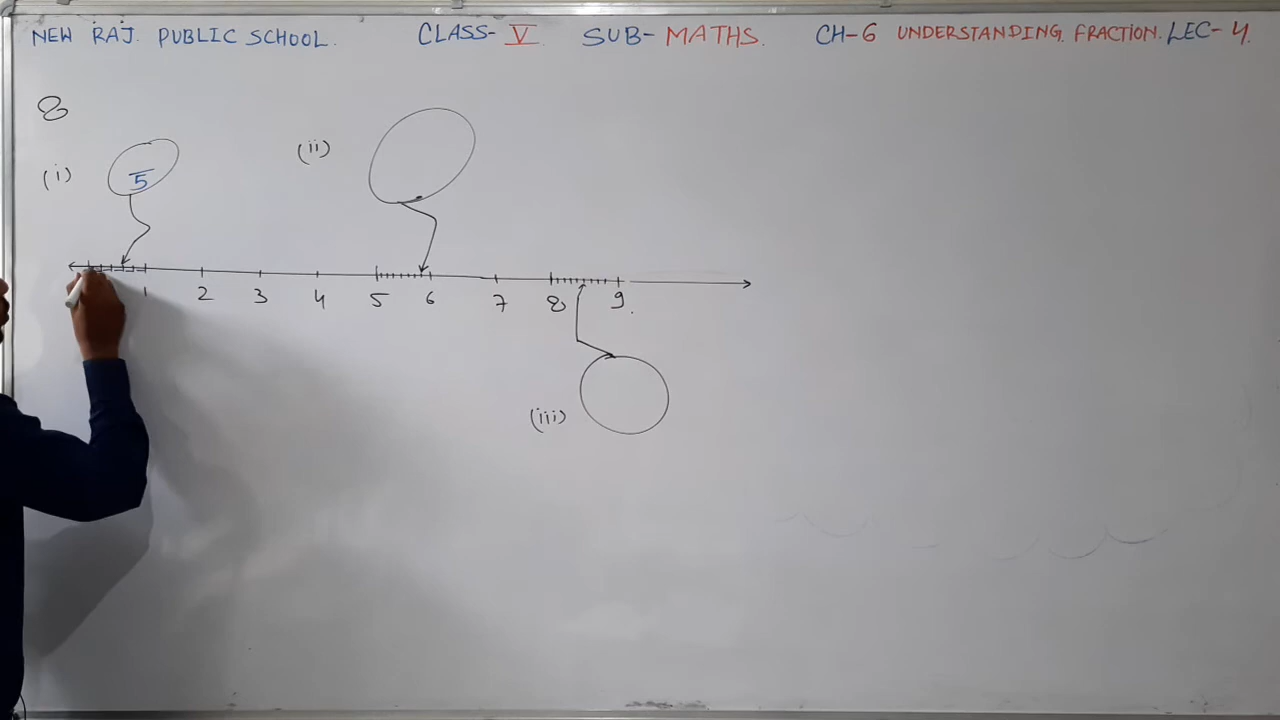 NEW RAJ. PUBLIC SCHOOL. CLASS- V. SUB- MATHS. CH-6 UNDERSTANDING. FRACTION. LEC- 4.
8
(i) 5 (ii)
1 2 3 4 5 6 7 8 9.
(iii)